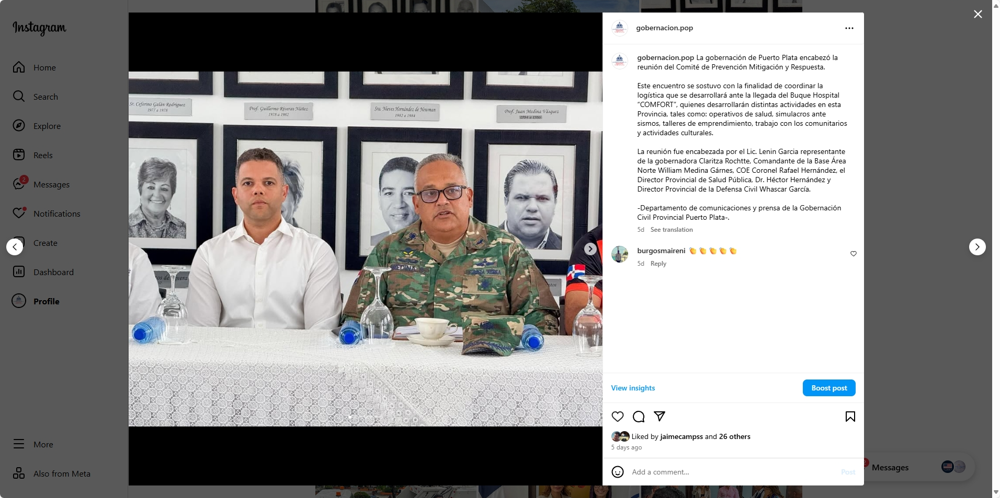 Instagram
Home
Search
Explore
Reels
2
Messages
Notifications
Create
Dashboard
Profile
More
Also from Meta
Sr. Ceferino Galán Rodríguez
1977 a 1978
Prof. Guillermo Riveras Núñez
1978 a 1982
Sra. Nieves Hernández de Newman
1982 a 1984
Prof. Juan Medina Vásquez
1984 a 1986
MEDINA
FUERZA AÉREA
gobernacion.pop
gobernacion.pop La gobernación de Puerto Plata encabezó la
reunión del Comité de Prevención Mitigación y Respuesta.
Este encuentro se sostuvo con la finalidad de coordinar la
logística que se desarrollará ante la llegada del Buque Hospital
“COMFORT”, quienes desarrollarán distintas actividades en esta
Provincia, tales como: operativos de salud, simulacros ante
sismos, talleres de emprendimiento, trabajo con los comunitarios
y actividades culturales.
La reunión fue encabezada por el Lic. Lenin Garcia representante
de la gobernadora Claritza Rochtte, Comandante de la Base Área
Norte William Medina Gárnes, COE Coronel Rafael Hernández, el
Director Provincial de Salud Pública, Dr. Héctor Hernández y
Director Provincial de la Defensa Civil Whascar García.
-Departamento de comunicaciones y prensa de la Gobernación
Civil Provincial Puerto Plata-.
5d See translation
burgosmaireni 👏👏👏👏👏
5d Reply
View insights
Boost post
Liked by jaimecampss and 26 others
5 days ago
Add a comment...
Post
Messages